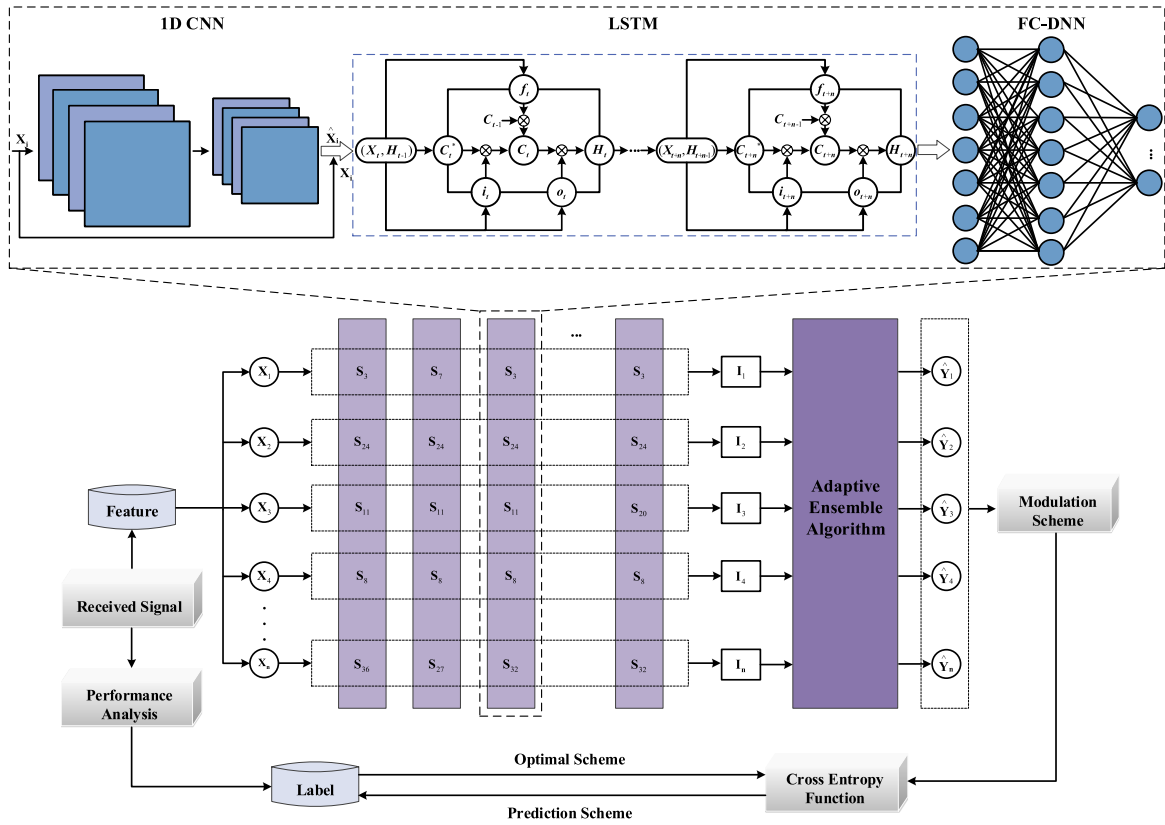 1D CNN LSTM FC-DNN
f_t f_{t+n}
C_{t-1} C_{t+n-1}
X_i X̂_i (X_t, H_{t-1}) C_t^* C_t H_t ... (X_{t+n}, H_{t+n-1}) C_{t+n}^* C_{t+n} H_{t+n}
X_i
i_t o_t i_{t+n} o_{t+n}
...
...
X_1 S_3 S_7 S_3 S_3 I_1 Ŷ_1
X_2 S_24 S_24 S_24 S_24 I_2 Ŷ_2
Feature X_3 S_11 S_11 S_11 S_20 I_3 Adaptive Ensemble Algorithm Ŷ_3 Modulation Scheme
X_4 S_8 S_8 S_8 S_8 I_4 Ŷ_4
Received Signal
X_n S_36 S_27 S_32 S_32 I_n Ŷ_n
Performance
Analysis
Optimal Scheme
Label
Cross Entropy
Function
Prediction Scheme